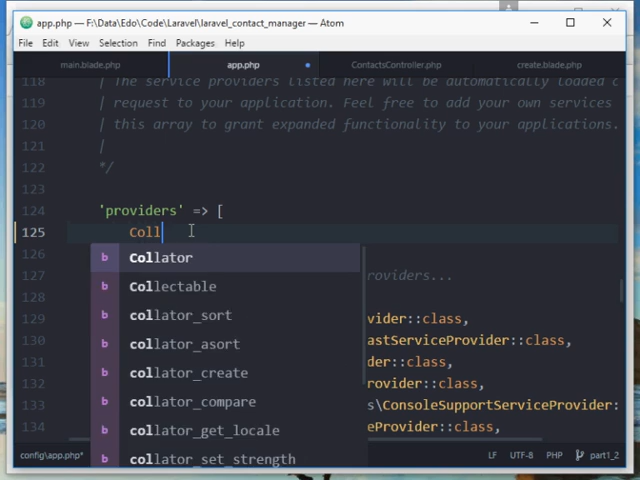 app.php — F:\Data\Edo\Code\Laravel\laravel_contact_manager — Atom
File Edit View Selection Find Packages Help
main.blade.php app.php ContactsController.php create.blade.php
118 | The service providers listed here will be automatically loaded
119 | request to your application. Feel free to add your own services
120 | this array to grant expanded functionality to your applications.
121 |
122 */
123
124 'providers' => [
125 Coll
126 Collator
127 Collectable roviders...
128 collator_sort
129 collator_asort vider::class,
130 collator_create astServiceProvider::class,
131 collator_compare der::class,
132 collator_get_locale rovider::class,
133 collator_set_strength s\ConsoleSupportServiceProvider:
134 eProvider::class,
config\app.php* LF UTF-8 PHP part1_2